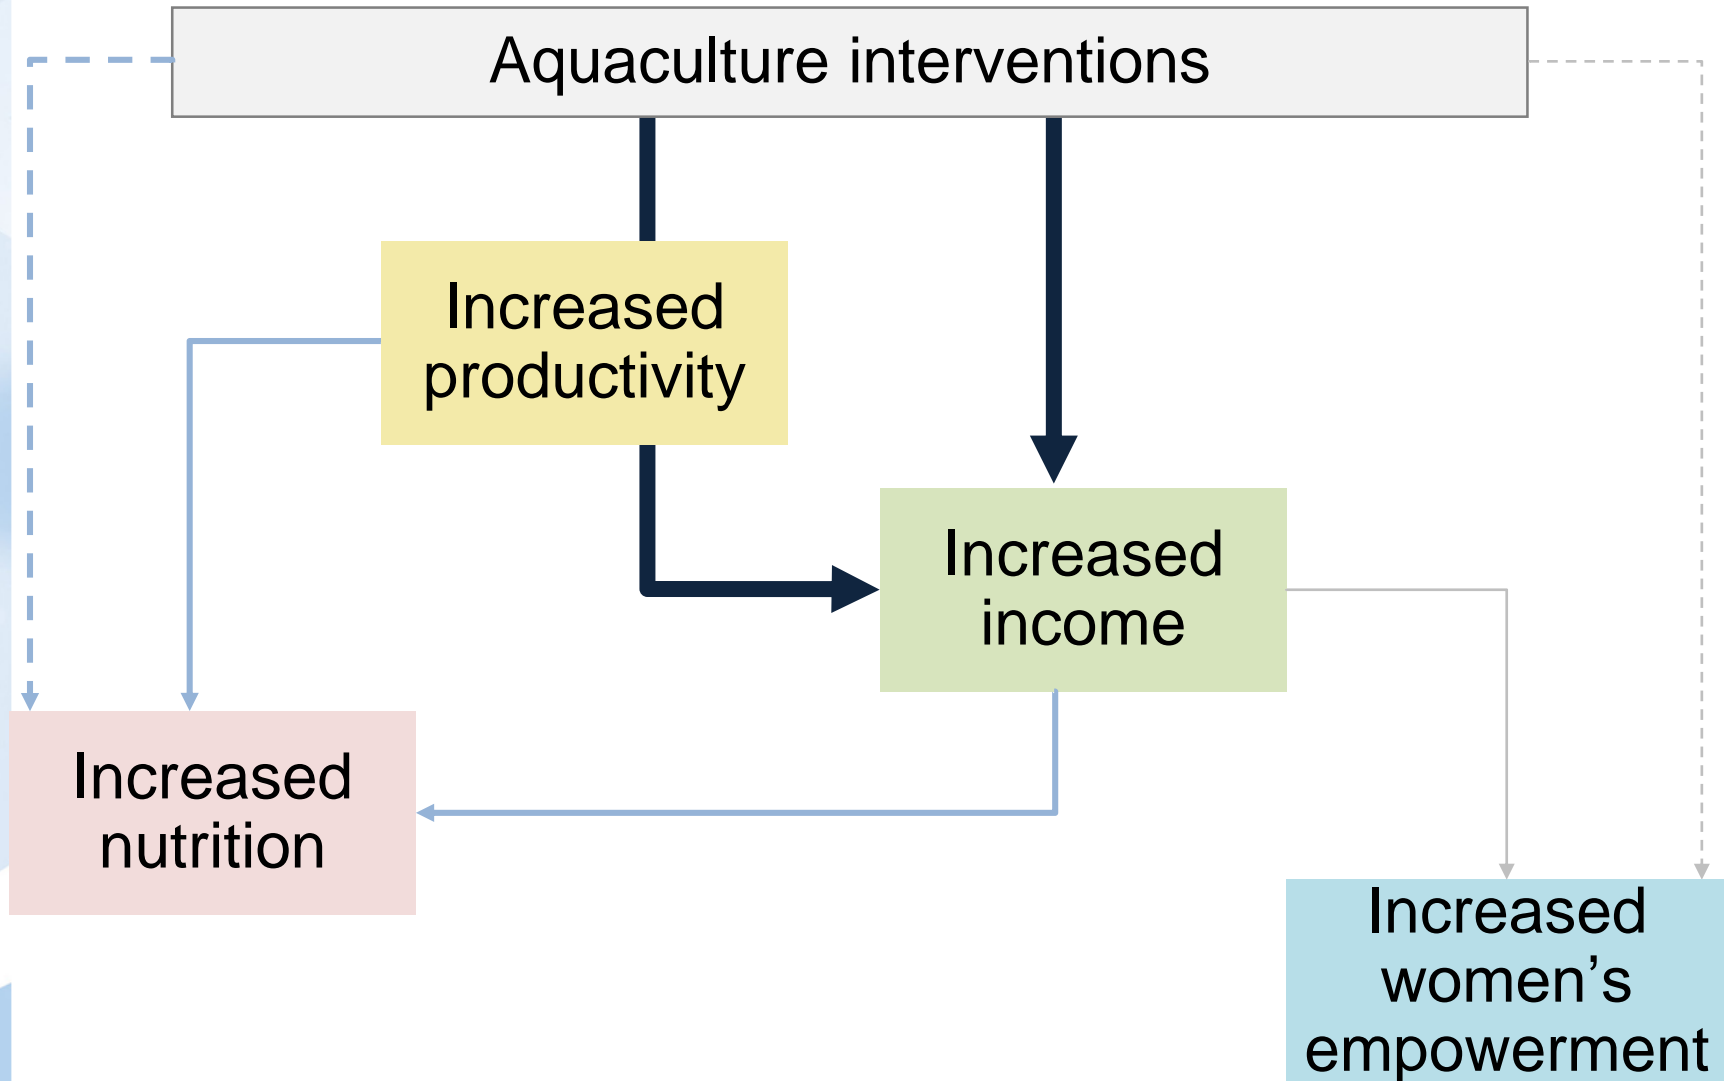 Aquaculture interventions
Increased
productivity
Increased
income
Increased
nutrition
Increased
women’s
empowerment